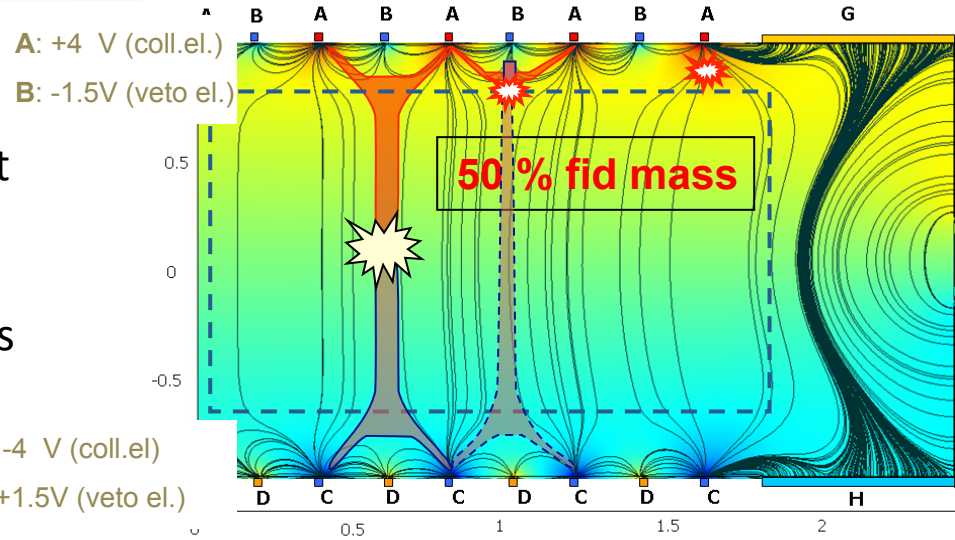 B A B A B A B A G
A: +4 V (coll.el.)
B: -1.5V (veto el.)
t
0.5
50 % fid mass
0
s
-0.5
-4 V (coll.el)
+1.5V (veto el.)
D C D C D C D C H
0.5 1 1.5 2